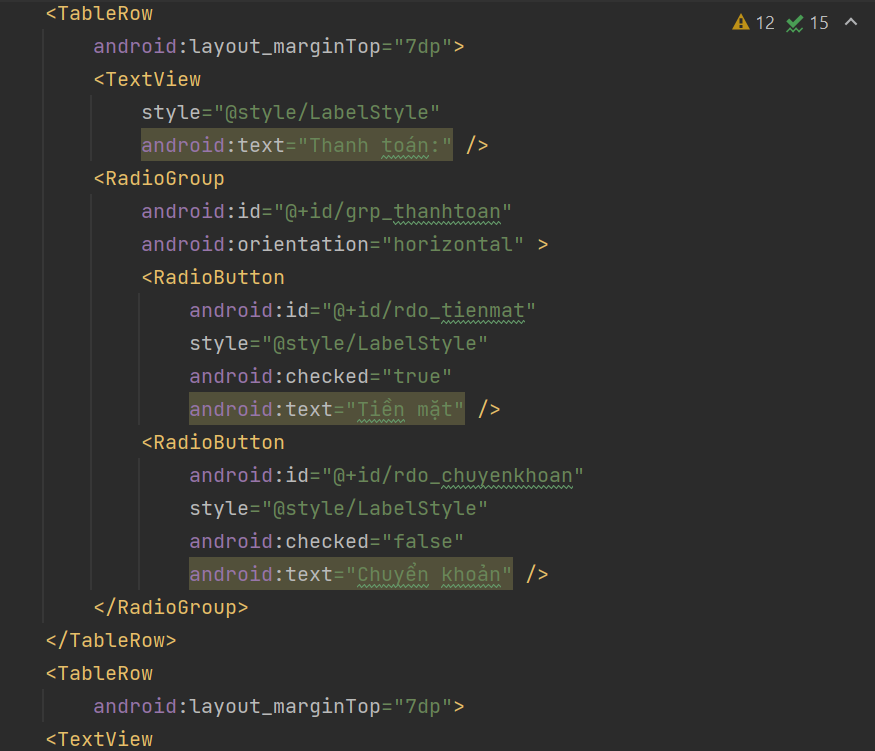 <TableRow
12 15
android:layout_marginTop="7dp">
<TextView
style="@style/LabelStyle"
android:text="Thanh toán:" />
<RadioGroup
android:id="@+id/grp_thanhtoan"
android:orientation="horizontal" >
<RadioButton
android:id="@+id/rdo_tienmat"
style="@style/LabelStyle"
android:checked="true"
android:text="Tiền mặt" />
<RadioButton
android:id="@+id/rdo_chuyenkhoan"
style="@style/LabelStyle"
android:checked="false"
android:text="Chuyển khoản" />
</RadioGroup>
</TableRow>
<TableRow
android:layout_marginTop="7dp">
<TextView